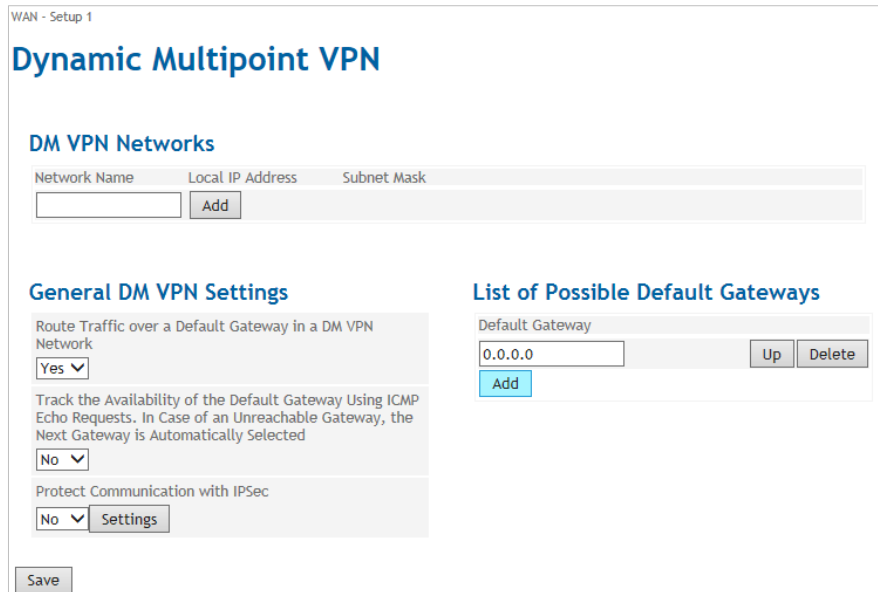 WAN - Setup 1
Dynamic Multipoint VPN
DM VPN Networks
Network Name Local IP Address Subnet Mask
Add
General DM VPN Settings
Route Traffic over a Default Gateway in a DM VPN
Network
Yes
Track the Availability of the Default Gateway Using ICMP
Echo Requests. In Case of an Unreachable Gateway, the
Next Gateway is Automatically Selected
No
Protect Communication with IPSec
No Settings
List of Possible Default Gateways
Default Gateway
0.0.0.0 Up Delete
Add
Save